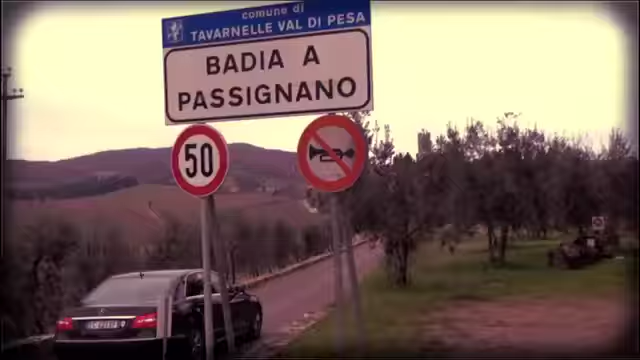 comune di
TAVARNELLE VAL DI PESA
BADIA A
PASSIGNANO
50